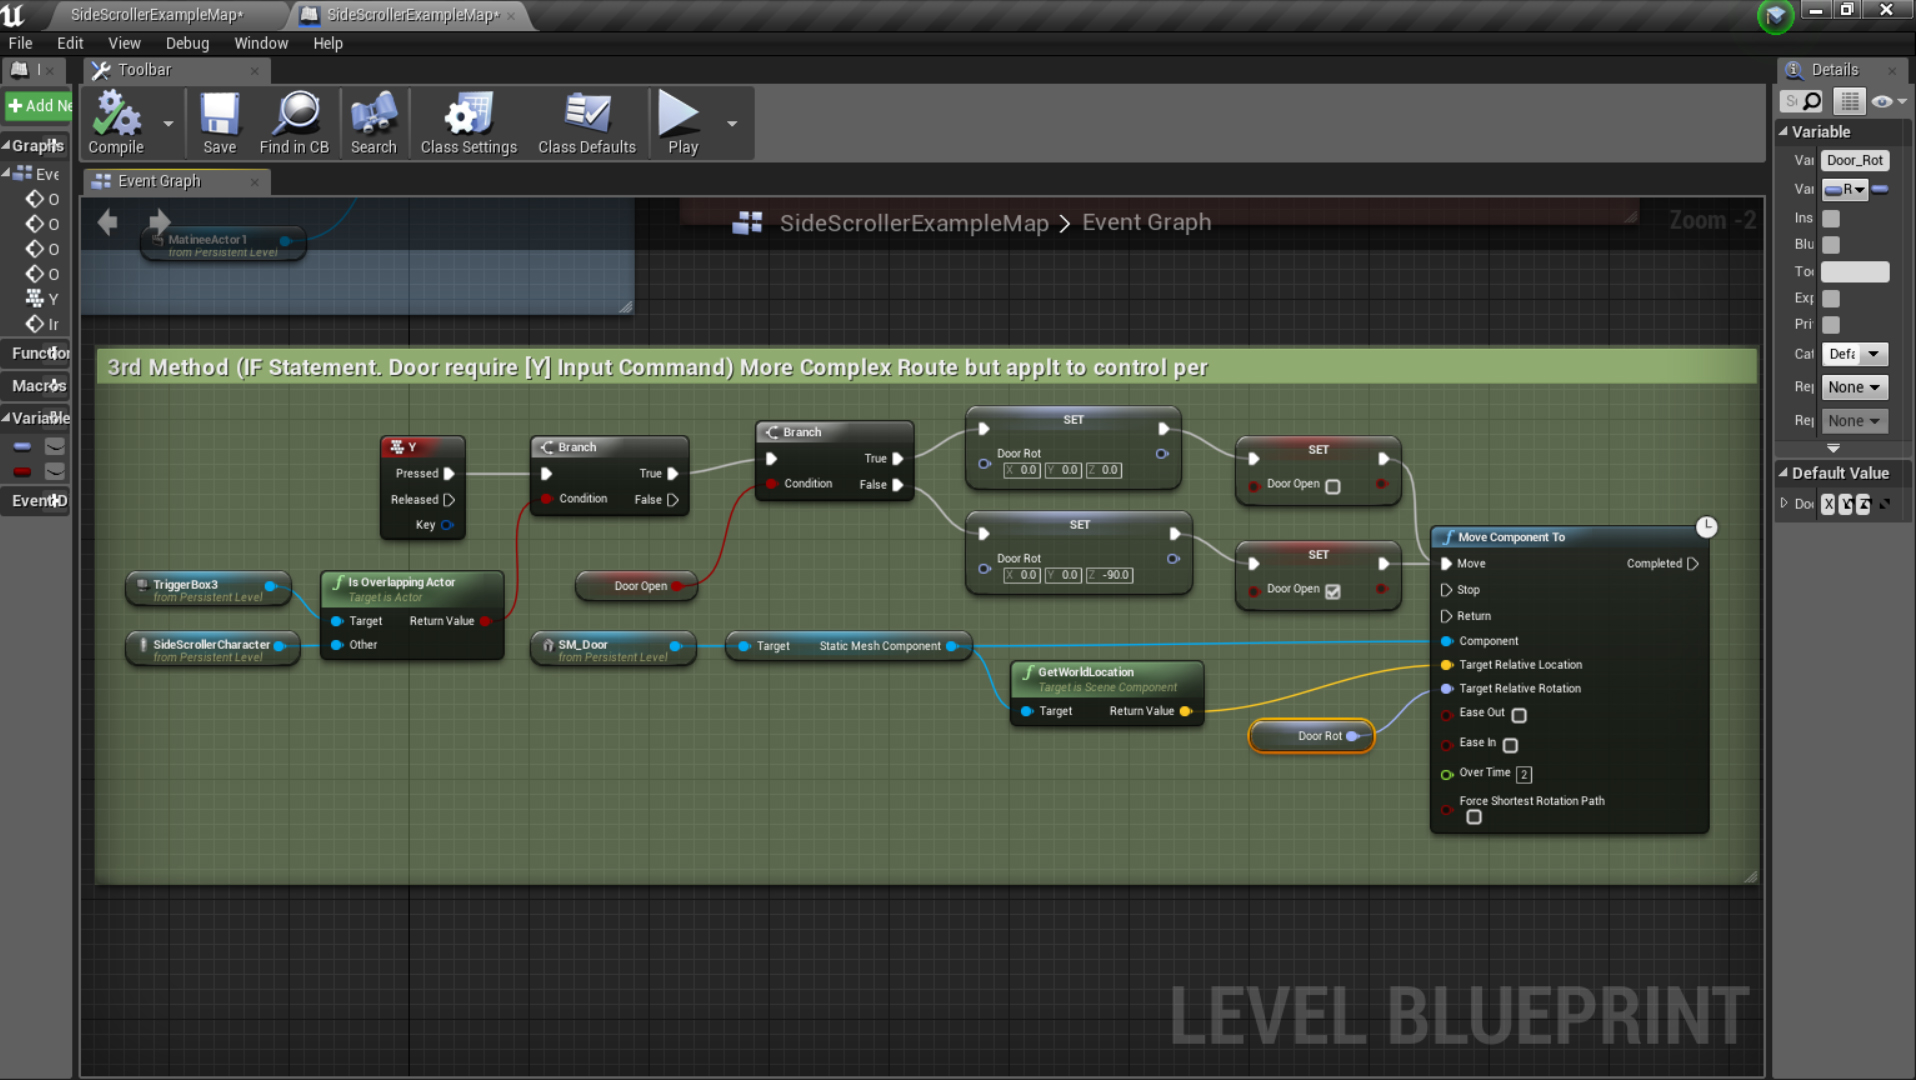 SideScrollerExampleMap*
SideScrollerExampleMap*
File Edit View Debug Window Help
Toolbar
Details
Add Ne
Compile
Save
Find in CB
Search
Class Settings
Class Defaults
Play
Graphs
Eve
O
O
O
O
Y
In
Macros
Variable
Event D
Event Graph
SideScrollerExampleMap > Event Graph
Zoom -2
MatineeActor1
from Persistent Level
3rd Method (IF Statement. Door require [Y] Input Command) More Complex Route but applt to control per
Y
Pressed
Released
Key
Branch
True
Condition
False
Branch
True
Condition
False
SET
Door Rot
X 0.0 Y 0.0 Z 0.0
SET
Door Open
SET
Door Rot
X 0.0 Y 0.0 Z -90.0
SET
Door Open
TriggerBox3
from Persistent Level
SideScrollerCharacter
from Persistent Level
Is Overlapping Actor
Target is Actor
Target
Return Value
Other
Door Open
SM_Door
from Persistent Level
Target
Static Mesh Component
GetWorldLocation
Target is Scene Component
Target
Return Value
Door Rot
Move Component To
Move
Completed
Stop
Return
Component
Target Relative Location
Target Relative Rotation
Ease Out
Ease In
Over Time 2
Force Shortest Rotation Path
LEVEL BLUEPRINT
Variable
Var Door_Rot
Var R
Ins
Blu
Too
Exp
Pri
Cat Defa
Rep None
Rep None
Default Value
Doo X Y Z